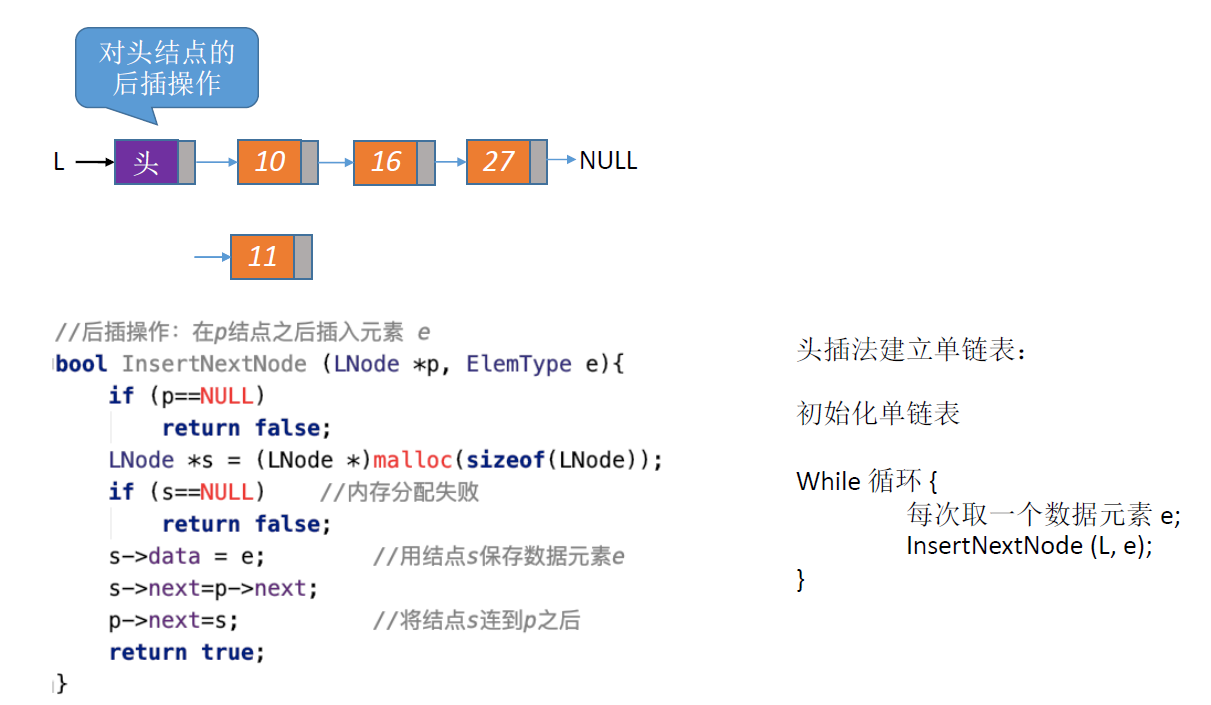 对头结点的
后插操作
L 头 10 16 27 NULL
11
//后插操作：在p结点之后插入元素 e
bool InsertNextNode (LNode *p, ElemType e){
if (p==NULL)
return false;
LNode *s = (LNode *)malloc(sizeof(LNode));
if (s==NULL) //内存分配失败
return false;
s->data = e; //用结点s保存数据元素e
s->next=p->next;
p->next=s; //将结点s连到p之后
return true;
}
头插法建立单链表：
初始化单链表
While 循环 {
每次取一个数据元素 e;
InsertNextNode (L, e);
}